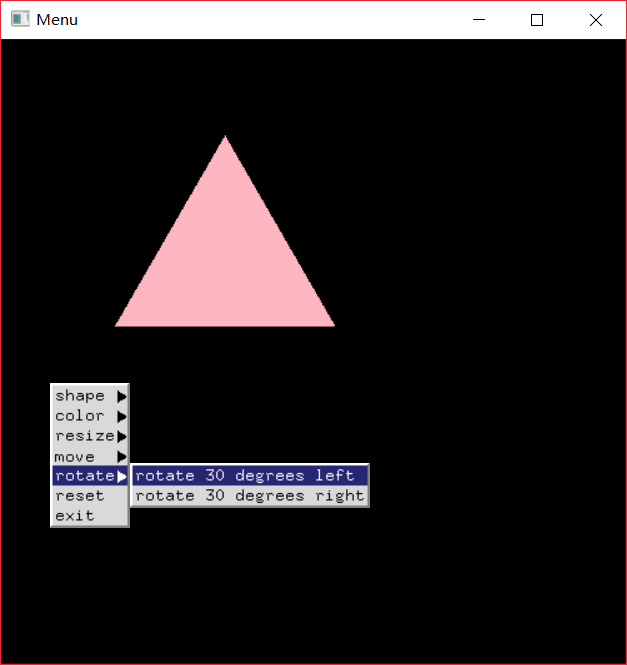 Menu
shape
color
resize
move
rotate
rotate 30 degrees left
rotate 30 degrees right
reset
exit